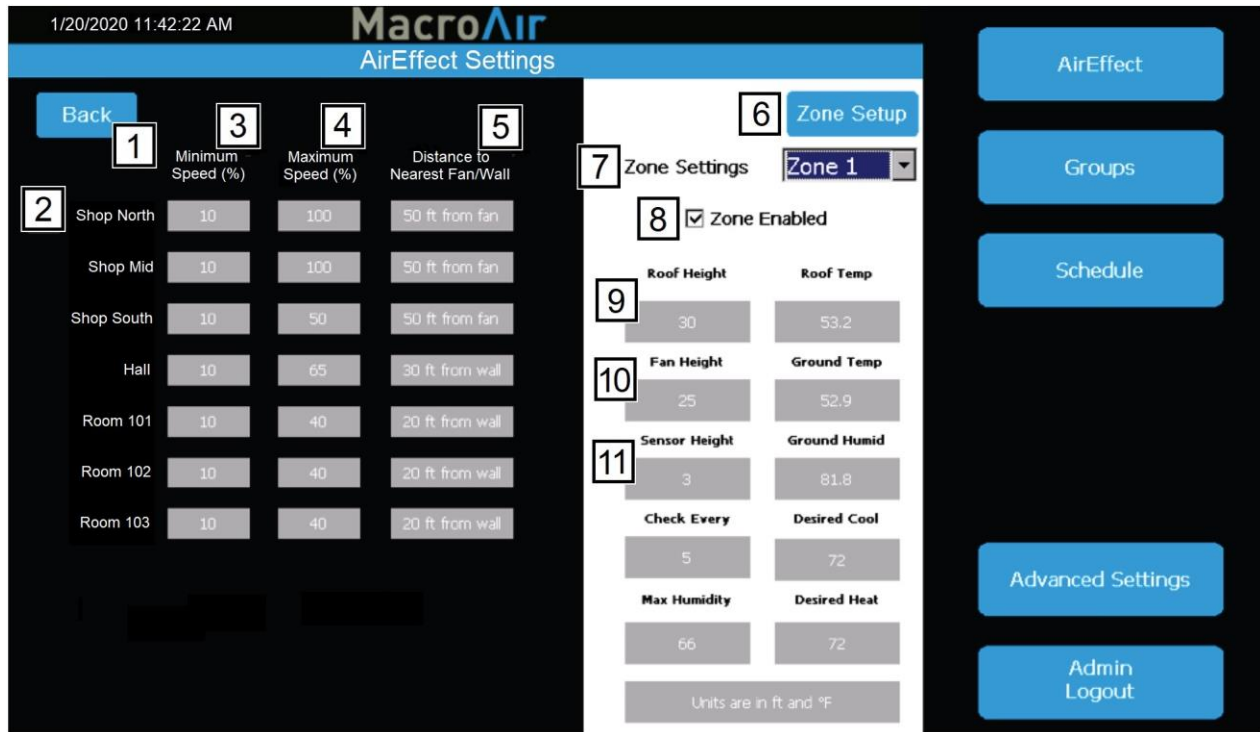 1/20/2020 11:42:22 AM MacroAir
AirEffect Settings
Back
1
3
4
5
Minimum Speed (%)
Maximum Speed (%)
Distance to Nearest Fan/Wall
2 Shop North 10 100 50 ft from fan
Shop Mid 10 100 50 ft from fan
Shop South 10 50 50 ft from fan
Hall 10 65 30 ft from wall
Room 101 10 40 20 ft from wall
Room 102 10 40 20 ft from wall
Room 103 10 40 20 ft from wall
6 Zone Setup
7 Zone Settings Zone 1
8 Zone Enabled
Roof Height Roof Temp
9 30 53.2
Fan Height Ground Temp
10 25 52.9
Sensor Height Ground Humid
11 3 81.8
Check Every Desired Cool
5 72
Max Humidity Desired Heat
66 72
Units are in ft and °F
AirEffect
Groups
Schedule
Advanced Settings
Admin
Logout